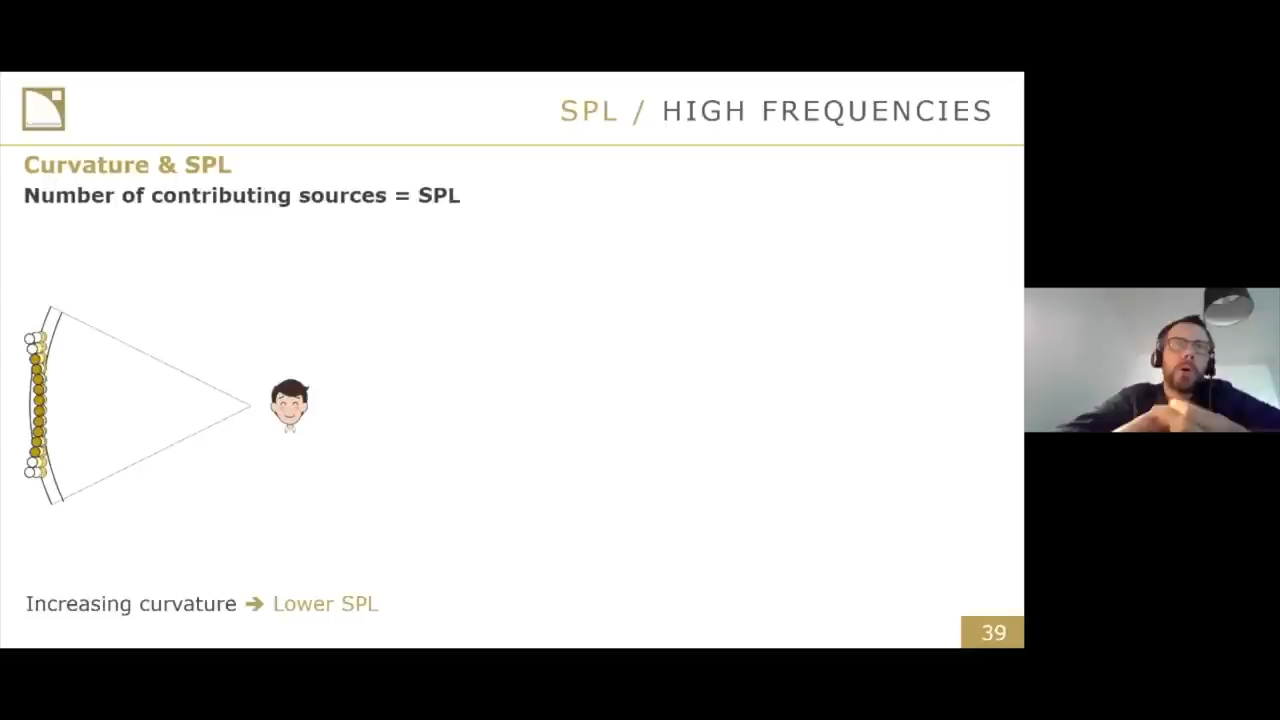 SPL / HIGH FREQUENCIES
Curvature & SPL
Number of contributing sources = SPL
Increasing curvature ➔ Lower SPL
39